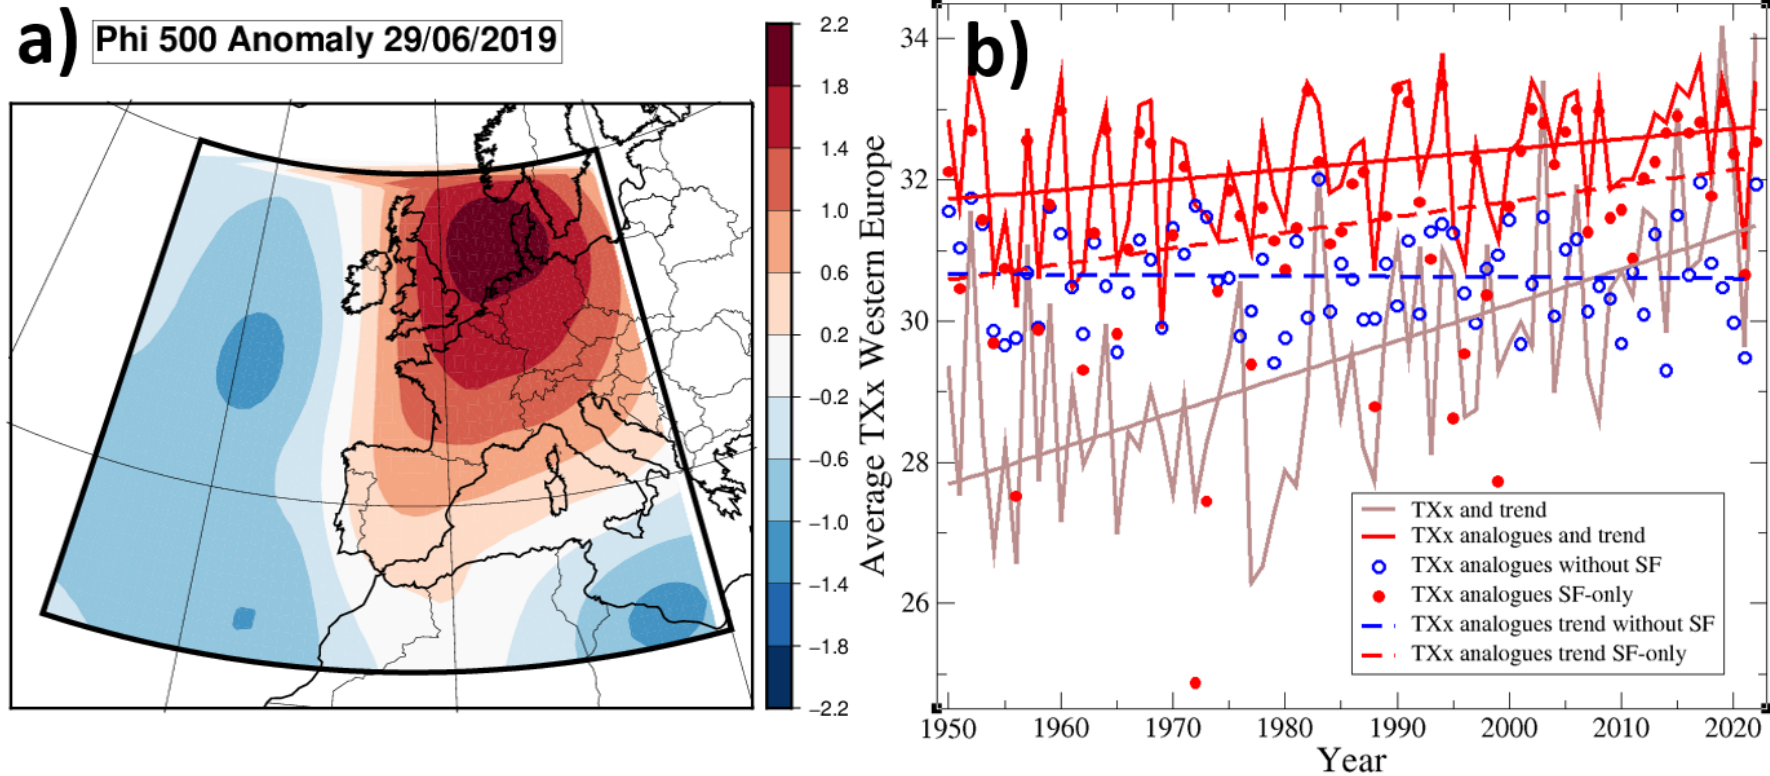 a)
Phi 500 Anomaly 29/06/2019
2.2
1.8
1.4
1.0
0.6
0.2
−0.2
−0.6
−1.0
−1.4
−1.8
−2.2
b)
Average TXx Western Europe
34
32
30
28
26
TXx and trend
TXx analogues and trend
TXx analogues without SF
TXx analogues SF-only
TXx analogues trend without SF
TXx analogues trend SF-only
1950 1960 1970 1980 1990 2000 2010 2020
Year